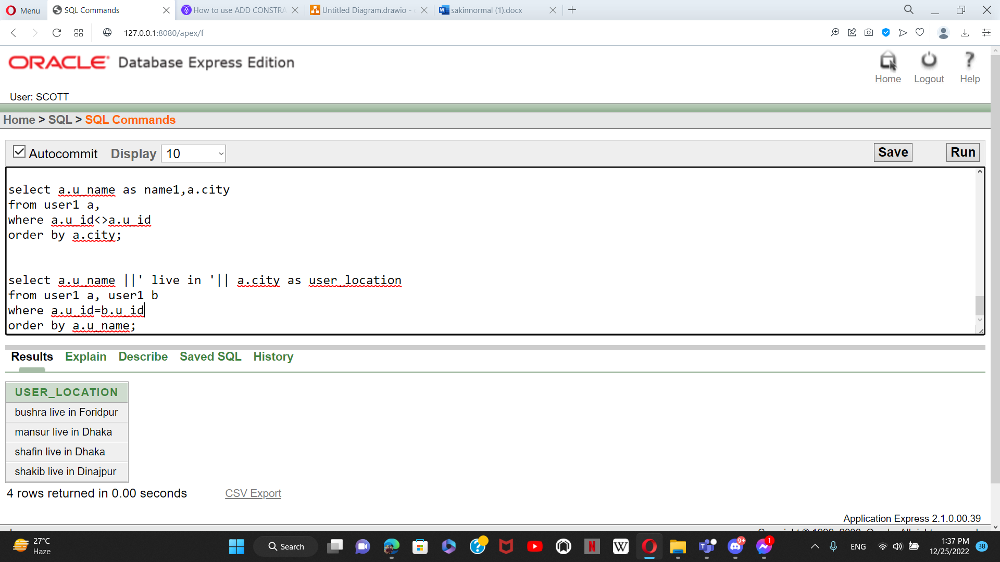 Menu
SQL Commands
How to use ADD CONSTRA
Untitled Diagram.drawio -
sakinnormal (1).docx
127.0.0.1:8080/apex/f
ORACLE Database Express Edition
Home
Logout
Help
User: SCOTT
Home > SQL > SQL Commands
Autocommit Display 10
Save
Run
select a.u_name as name1,a.city
from user1 a,
where a.u_id<>a.u_id
order by a.city;
select a.u_name ||' live in '|| a.city as user_location
from user1 a, user1 b
where a.u_id=b.u_id
order by a.u_name;
Results Explain Describe Saved SQL History
USER_LOCATION
bushra live in Foridpur
mansur live in Dhaka
shafin live in Dhaka
shakib live in Dinajpur
4 rows returned in 0.00 seconds
CSV Export
Application Express 2.1.0.00.39
27°C
Haze
Search
9+
1
ENG
1:37 PM
12/25/2022
38